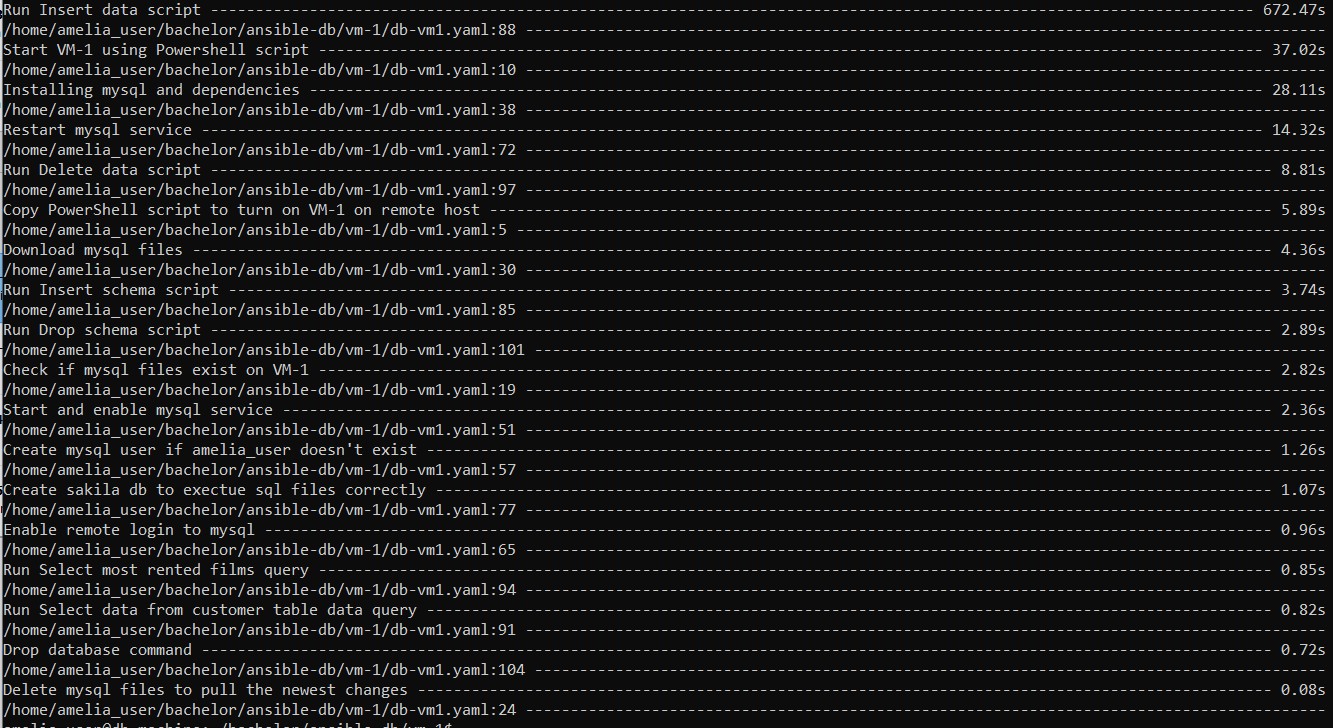 Run Insert data script ------------------------------------------------------------------------------------------------------------------- 672.47s
/home/amelia_user/bachelor/ansible-db/vm-1/db-vm1.yaml:88 -----------------------------------------------------------------------------------------
Start VM-1 using Powershell script -------------------------------------------------------------------------------------------------------- 37.02s
/home/amelia_user/bachelor/ansible-db/vm-1/db-vm1.yaml:10 -----------------------------------------------------------------------------------------
Installing mysql and dependencies --------------------------------------------------------------------------------------------------------- 28.11s
/home/amelia_user/bachelor/ansible-db/vm-1/db-vm1.yaml:38 -----------------------------------------------------------------------------------------
Restart mysql service --------------------------------------------------------------------------------------------------------------------- 14.32s
/home/amelia_user/bachelor/ansible-db/vm-1/db-vm1.yaml:72 -----------------------------------------------------------------------------------------
Run Delete data script --------------------------------------------------------------------------------------------------------------------- 8.81s
/home/amelia_user/bachelor/ansible-db/vm-1/db-vm1.yaml:97 -----------------------------------------------------------------------------------------
Copy PowerShell script to turn on VM-1 on remote host -------------------------------------------------------------------------------------- 5.89s
/home/amelia_user/bachelor/ansible-db/vm-1/db-vm1.yaml:5 ------------------------------------------------------------------------------------------
Download mysql files ----------------------------------------------------------------------------------------------------------------------- 4.36s
/home/amelia_user/bachelor/ansible-db/vm-1/db-vm1.yaml:30 -----------------------------------------------------------------------------------------
Run Insert schema script ------------------------------------------------------------------------------------------------------------------- 3.74s
/home/amelia_user/bachelor/ansible-db/vm-1/db-vm1.yaml:85 -----------------------------------------------------------------------------------------
Run Drop schema script --------------------------------------------------------------------------------------------------------------------- 2.89s
/home/amelia_user/bachelor/ansible-db/vm-1/db-vm1.yaml:101 ----------------------------------------------------------------------------------------
Check if mysql files exist on VM-1 --------------------------------------------------------------------------------------------------------- 2.82s
/home/amelia_user/bachelor/ansible-db/vm-1/db-vm1.yaml:19 -----------------------------------------------------------------------------------------
Start and enable mysql service ------------------------------------------------------------------------------------------------------------- 2.36s
/home/amelia_user/bachelor/ansible-db/vm-1/db-vm1.yaml:51 -----------------------------------------------------------------------------------------
Create mysql user if amelia_user doesn't exist --------------------------------------------------------------------------------------------- 1.26s
/home/amelia_user/bachelor/ansible-db/vm-1/db-vm1.yaml:57 -----------------------------------------------------------------------------------------
Create sakila db to exectue sql files correctly -------------------------------------------------------------------------------------------- 1.07s
/home/amelia_user/bachelor/ansible-db/vm-1/db-vm1.yaml:77 -----------------------------------------------------------------------------------------
Enable remote login to mysql --------------------------------------------------------------------------------------------------------------- 0.96s
/home/amelia_user/bachelor/ansible-db/vm-1/db-vm1.yaml:65 -----------------------------------------------------------------------------------------
Run Select most rented films query --------------------------------------------------------------------------------------------------------- 0.85s
/home/amelia_user/bachelor/ansible-db/vm-1/db-vm1.yaml:94 -----------------------------------------------------------------------------------------
Run Select data from customer table data query --------------------------------------------------------------------------------------------- 0.82s
/home/amelia_user/bachelor/ansible-db/vm-1/db-vm1.yaml:91 -----------------------------------------------------------------------------------------
Drop database command ---------------------------------------------------------------------------------------------------------------------- 0.72s
/home/amelia_user/bachelor/ansible-db/vm-1/db-vm1.yaml:104 ----------------------------------------------------------------------------------------
Delete mysql files to pull the newest changes ---------------------------------------------------------------------------------------------- 0.08s
/home/amelia_user/bachelor/ansible-db/vm-1/db-vm1.yaml:24 -----------------------------------------------------------------------------------------